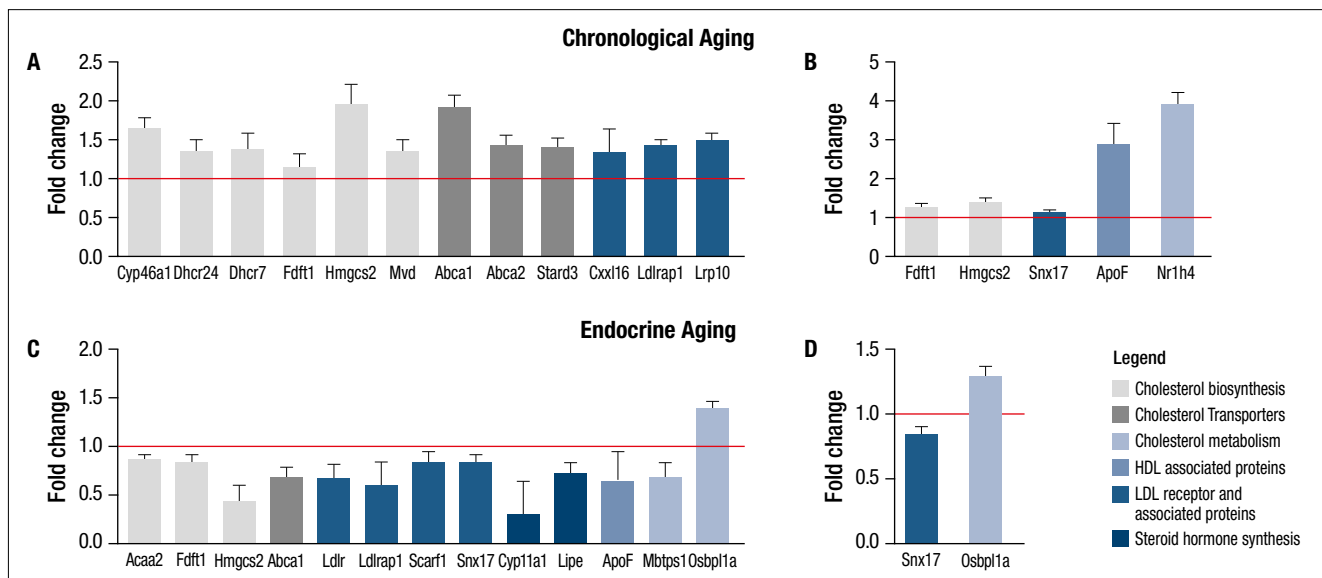 Chronological Aging
A
Fold change
2.5
2.0
1.5
1.0
0.5
0.0
Cyp46a1 Dhcr24 Dhcr7 Fdft1 Hmgcs2 Mvd Abca1 Abca2 Stard3 Cxxl16 Ldlrap1 Lrp10
B
Fold change
5
4
3
2
1
0
Fdft1 Hmgcs2 Snx17 ApoF Nr1h4
Endocrine Aging
C
Fold change
2.0
1.5
1.0
0.5
0.0
Acaa2 Fdft1 Hmgcs2 Abca1 Ldlr Ldlrap1 Scarf1 Snx17 Cyp11a1 Lipe ApoF Mbtps1 Osbpl1a
D
Fold change
1.5
1.0
0.5
0.0
Snx17 Osbpl1a
Legend
Cholesterol biosynthesis
Cholesterol Transporters
Cholesterol metabolism
HDL associated proteins
LDL receptor and
associated proteins
Steroid hormone synthesis